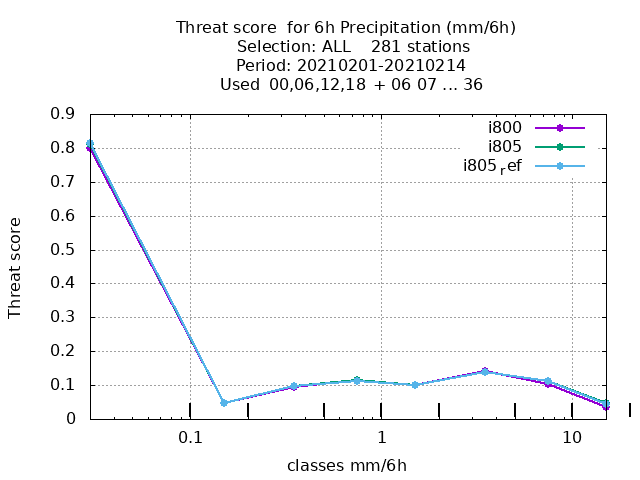 Threat score  for 6h Precipitation (mm/6h)
Selection: ALL    281 stations
Period: 20210201-20210214
Used  00,06,12,18  + 06 07 ... 36
i800
i805
i805ref
0.9
0.8
0.7
0.6
0.5
0.4
0.3
0.2
0.1
0
Threat score
0.1 1 10
classes mm/6h